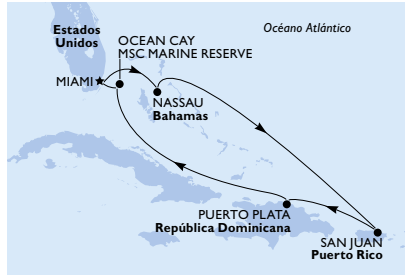 Estados
Unidos
Océano Atlántico
OCEAN CAY
MSC MARINE RESERVE
MIAMI
NASSAU
Bahamas
PUERTO PLATA
República Dominicana
SAN JUAN
Puerto Rico